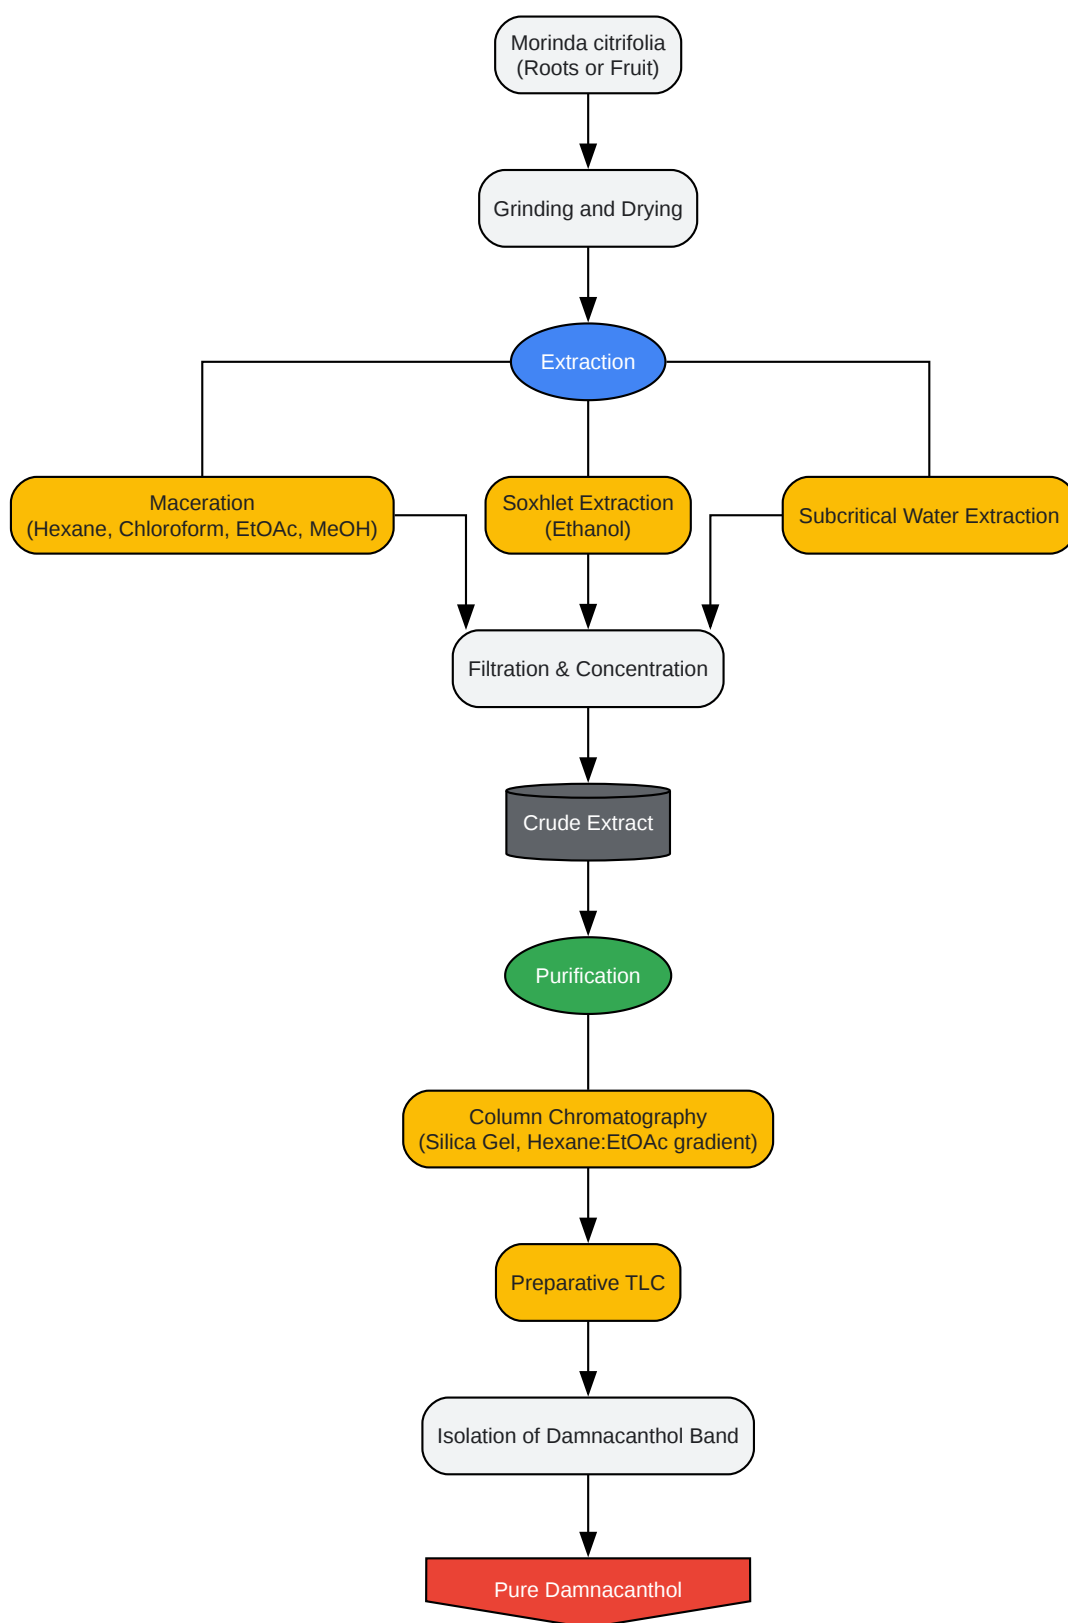 Morinda citrifolia
(Roots or Fruit)
Grinding and Drying
Extraction
Maceration
(Hexane, Chloroform, EtOAc, MeOH)
Soxhlet Extraction
(Ethanol)
Subcritical Water Extraction
Filtration & Concentration
Crude Extract
Purification
Column Chromatography
(Silica Gel, Hexane:EtOAc gradient)
Preparative TLC
Isolation of Damnacanthol Band
Pure Damnacanthol